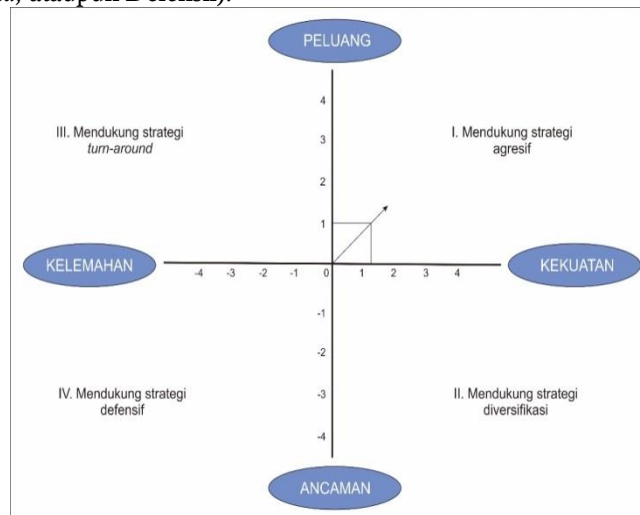 ataupun
PELUANG
III. Mendukung strategi
turn-around
I. Mendukung strategi
agresif
4
3
2
1
KELEMAHAN
-4 -3 -2 -1 0 1 2 3 4
KEKUATAN
-1
-2
-3
-4
IV. Mendukung strategi
defensif
II. Mendukung strategi
diversifikasi
ANCAMAN